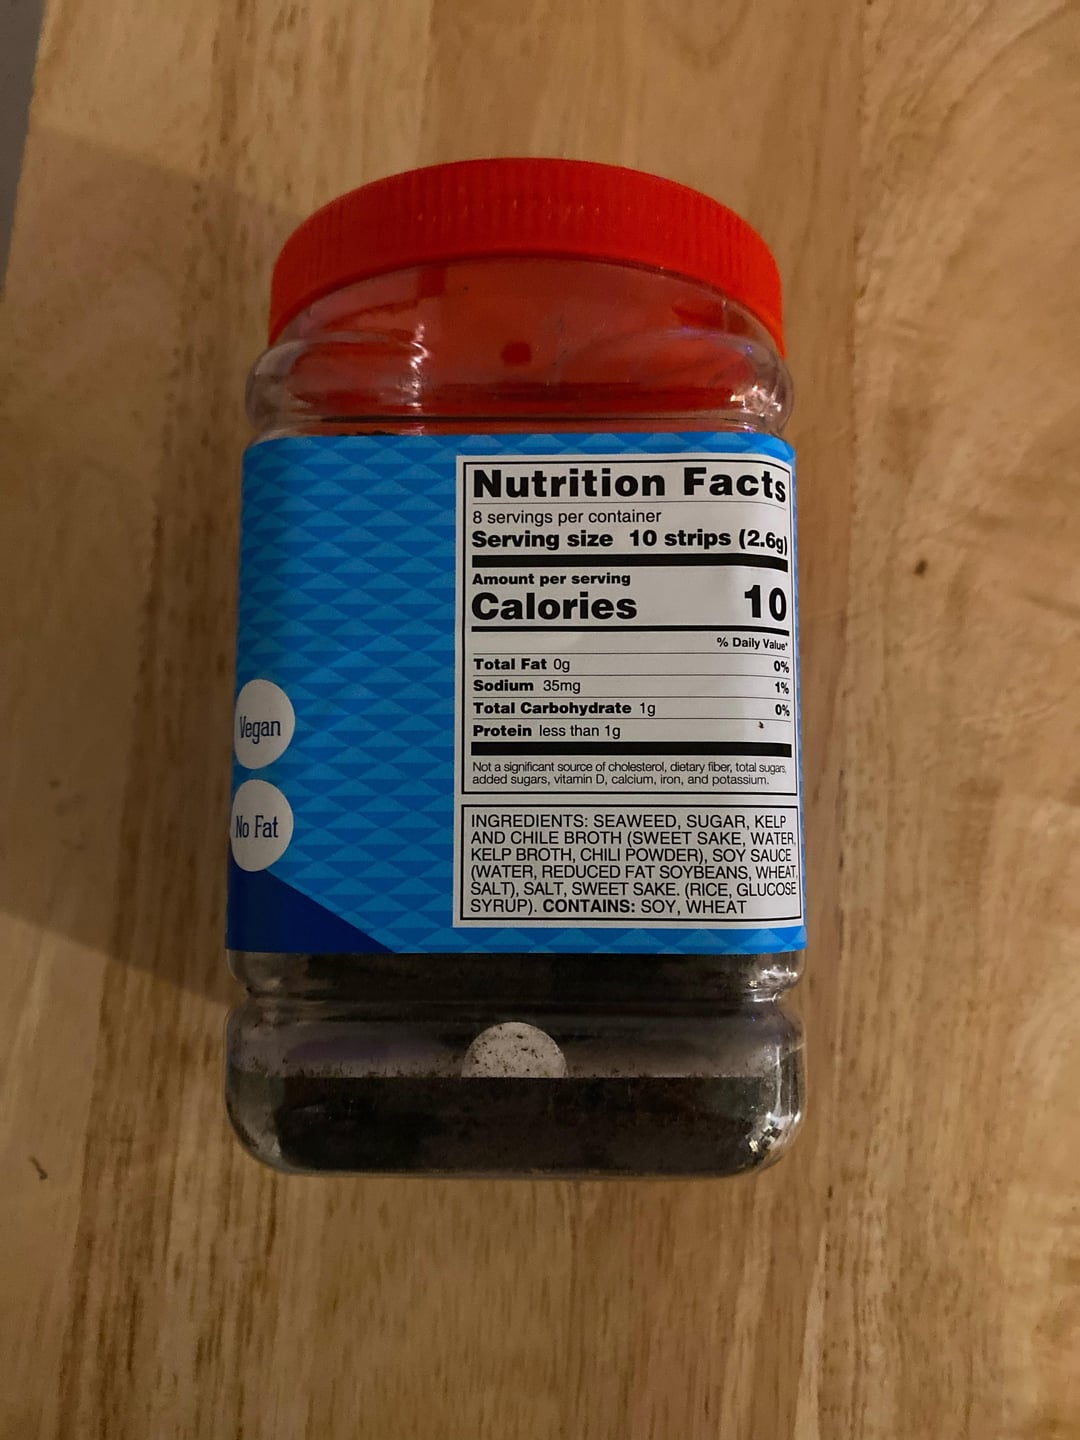 Nutrition Facts
8 servings per container
Serving size 10 strips (2.6g)
Amount per serving
Calories 10
% Daily Value*
Total Fat 0g 0%
Sodium 35mg 1%
Total Carbohydrate 1g 0%
Protein less than 1g
Not a significant source of cholesterol, dietary fiber, total sugars,
added sugars, vitamin D, calcium, iron, and potassium.
INGREDIENTS: SEAWEED, SUGAR, KELP
AND CHILE BROTH (SWEET SAKE, WATER,
KELP BROTH, CHILI POWDER), SOY SAUCE
(WATER, REDUCED FAT SOYBEANS, WHEAT,
SALT), SALT, SWEET SAKE. (RICE, GLUCOSE
SYRUP). CONTAINS: SOY, WHEAT
Vegan
No Fat